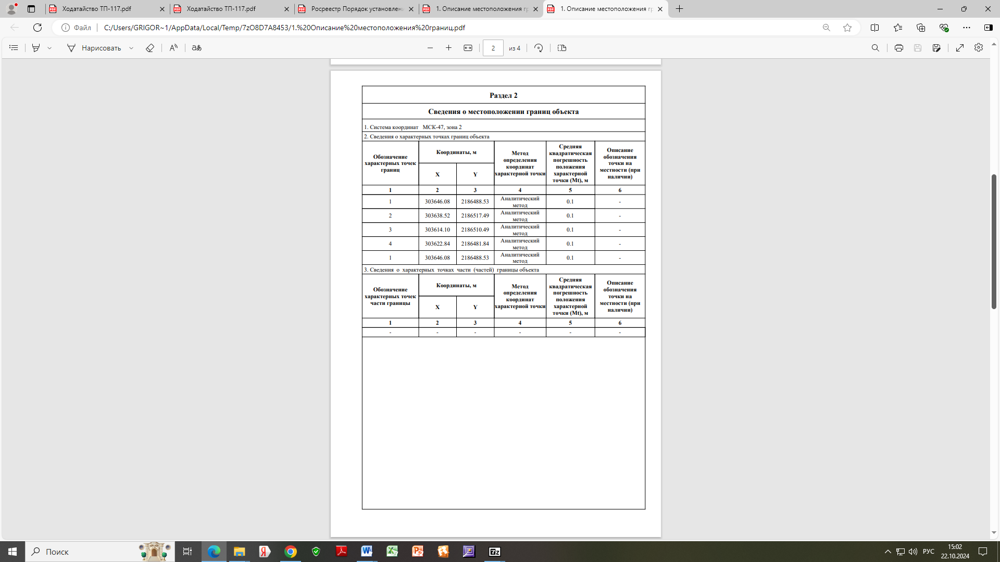 Ходатайство ТП-117.pdf
Ходатайство ТП-117.pdf
Росреестр Порядок установлен
1. Описание местоположения гр
1. Описание местоположения гр
Файл
C:/Users/GRIGOR~1/AppData/Local/Temp/7zO8D7A8453/1.%20Описание%20местоположения%20границ.pdf
Нарисовать
аあ
2 из 4
Раздел 2
Сведения о местоположении границ объекта
1. Система координат МСК-47, зона 2
2. Сведения о характерных точках границ объекта
Обозначение характерных точек границ
Координаты, м
X
Y
Метод определения координат характерной точки
Средняя квадратическая погрешность положения характерной точки (Mt), м
Описание обозначения точки на местности (при наличии)
1 2 3 4 5 6
1 303646.08 2186488.53 Аналитический метод 0.1 -
2 303638.52 2186517.49 Аналитический метод 0.1 -
3 303614.10 2186510.49 Аналитический метод 0.1 -
4 303622.84 2186481.84 Аналитический метод 0.1 -
1 303646.08 2186488.53 Аналитический метод 0.1 -
3. Сведения о характерных точках части (частей) границы объекта
Обозначение характерных точек части границы
Координаты, м
X
Y
Метод определения координат характерной точки
Средняя квадратическая погрешность положения характерной точки (Mt), м
Описание обозначения точки на местности (при наличии)
1 2 3 4 5 6
- - - - - -
Поиск
РУС
15:02
22.10.2024